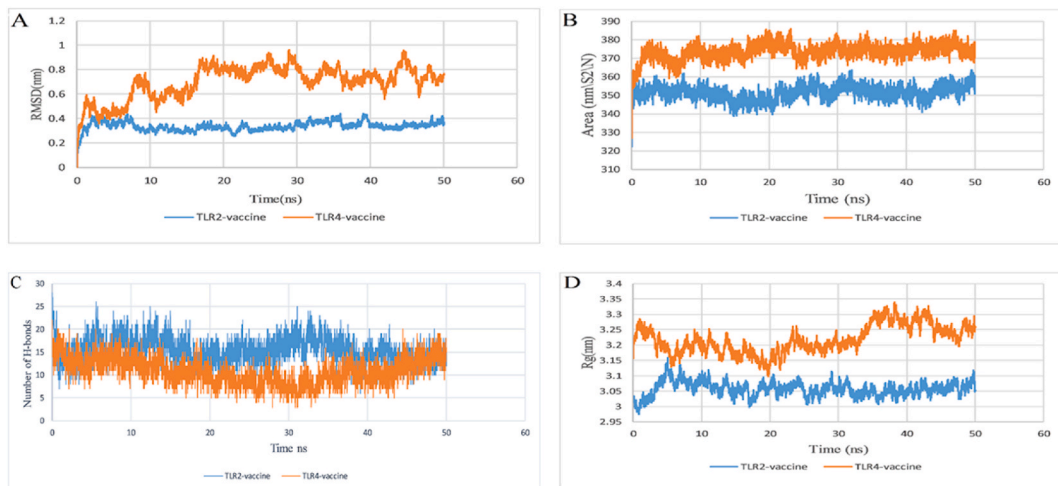 A
RMSD(nm)
1.2
1
0.8
0.6
0.4
0.2
0
0 10 20 30 40 50 60
Time(ns)
TLR2-vaccine TLR4-vaccine
B
Area (nm\S2\N)
390
380
370
360
350
340
330
320
310
0 10 20 30 40 50 60
Time (ns)
TLR2-vaccine TLR4-vaccine
C
Number of H-bonds
30
25
20
15
10
5
0
0 10 20 30 40 50 60
Time ns
TLR2-vaccine TLR4-vaccine
D
Rg(nm)
3.4
3.35
3.3
3.25
3.2
3.15
3.1
3.05
3
2.95
0 10 20 30 40 50 60
Time (ns)
TLR2-vaccine TLR4-vaccine